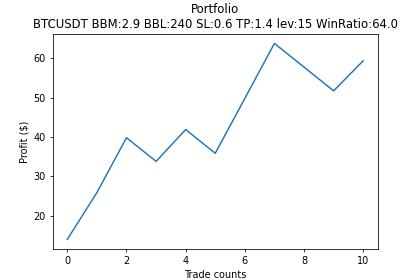 Portfolio
BTCUSDT BBM:2.9 BBL:240 SL:0.6 TP:1.4 lev:15 WinRatio:64.0
60
50
40
30
20
Profit ($)
0 2 4 6 8 10
Trade counts